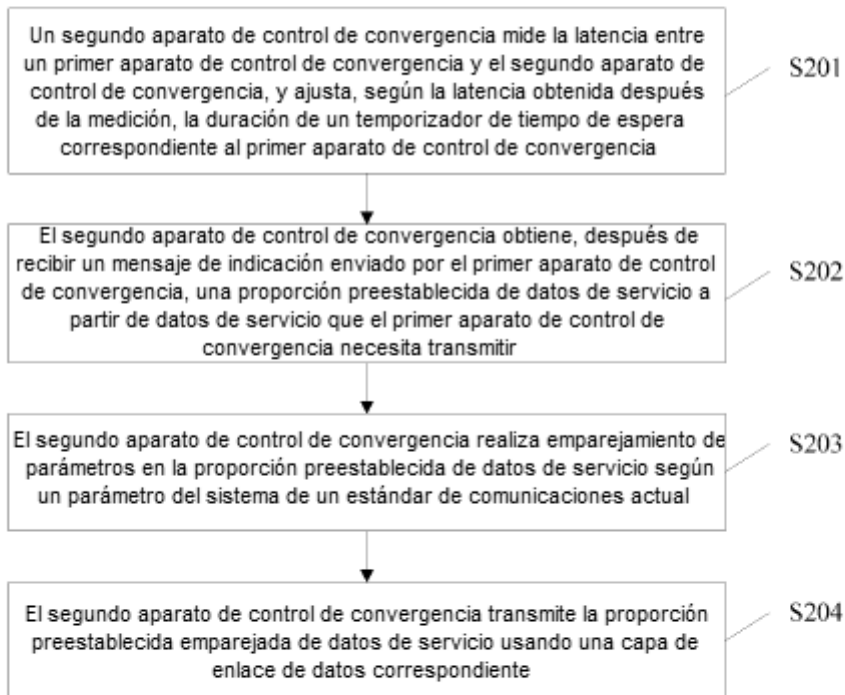 Un segundo aparato de control de convergencia mide la latencia entre
un primer aparato de control de convergencia y el segundo aparato de
control de convergencia, y ajusta, según la latencia obtenida después
de la medición, la duración de un temporizador de tiempo de espera
correspondiente al primer aparato de control de convergencia
S201
El segundo aparato de control de convergencia obtiene, después de
recibir un mensaje de indicación enviado por el primer aparato de control
de convergencia, una proporción preestablecida de datos de servicio a
partir de datos de servicio que el primer aparato de control de
convergencia necesita transmitir
S202
El segundo aparato de control de convergencia realiza emparejamiento de
parámetros en la proporción preestablecida de datos de servicio según
un parámetro del sistema de un estándar de comunicaciones actual
S203
El segundo aparato de control de convergencia transmite la proporción
preestablecida emparejada de datos de servicio usando una capa de
enlace de datos correspondiente
S204